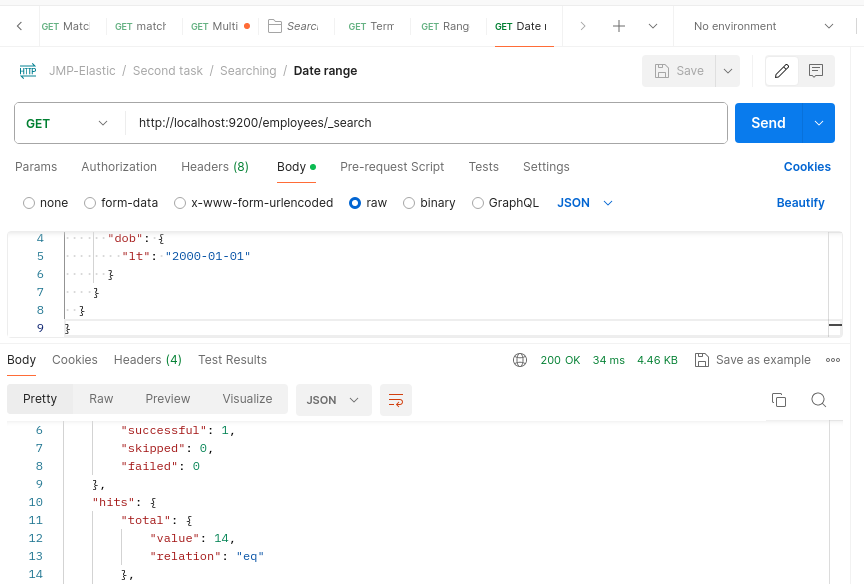 GET Matc GET match GET Multi Searc GET Term GET Rang GET Date r No environment
HTTP JMP-Elastic / Second task / Searching / Date range Save
GET http://localhost:9200/employees/_search Send
Params Authorization Headers (8) Body Pre-request Script Tests Settings Cookies
none form-data x-www-form-urlencoded raw binary GraphQL JSON Beautify
4 "dob": {
5 "lt": "2000-01-01"
6 }
7 }
8 }
9 }
Body Cookies Headers (4) Test Results 200 OK 34 ms 4.46 KB Save as example
Pretty Raw Preview Visualize JSON
6 "successful": 1,
7 "skipped": 0,
8 "failed": 0
9 },
10 "hits": {
11 "total": {
12 "value": 14,
13 "relation": "eq"
14 },